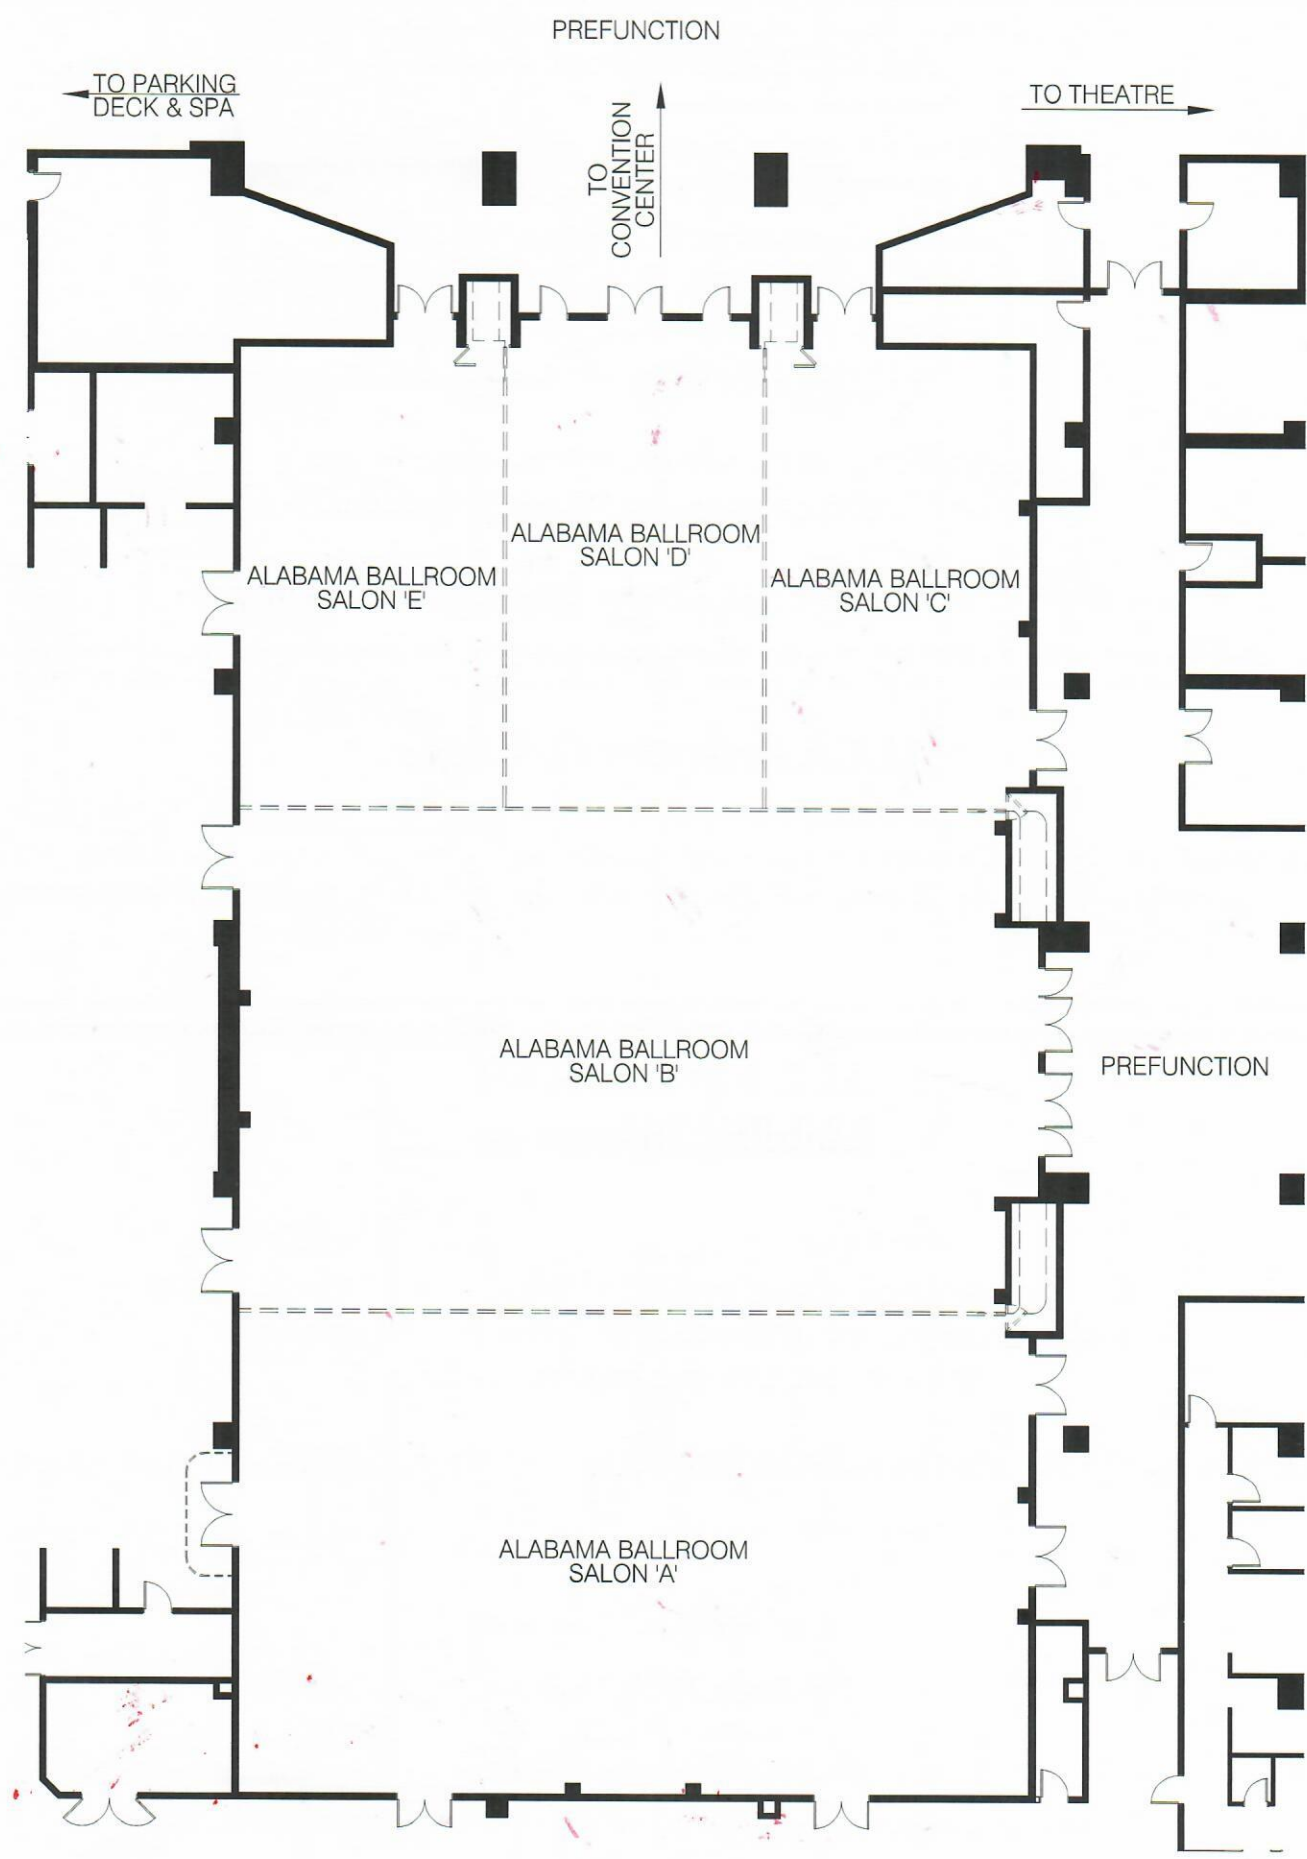 PREFUNCTION
TO PARKING
DECK & SPA
TO
CONVENTION
CENTER
TO THEATRE
ALABAMA BALLROOM
SALON 'D'
ALABAMA BALLROOM
SALON 'E'
ALABAMA BALLROOM
SALON 'C'
ALABAMA BALLROOM
SALON 'B'
PREFUNCTION
ALABAMA BALLROOM
SALON 'A'